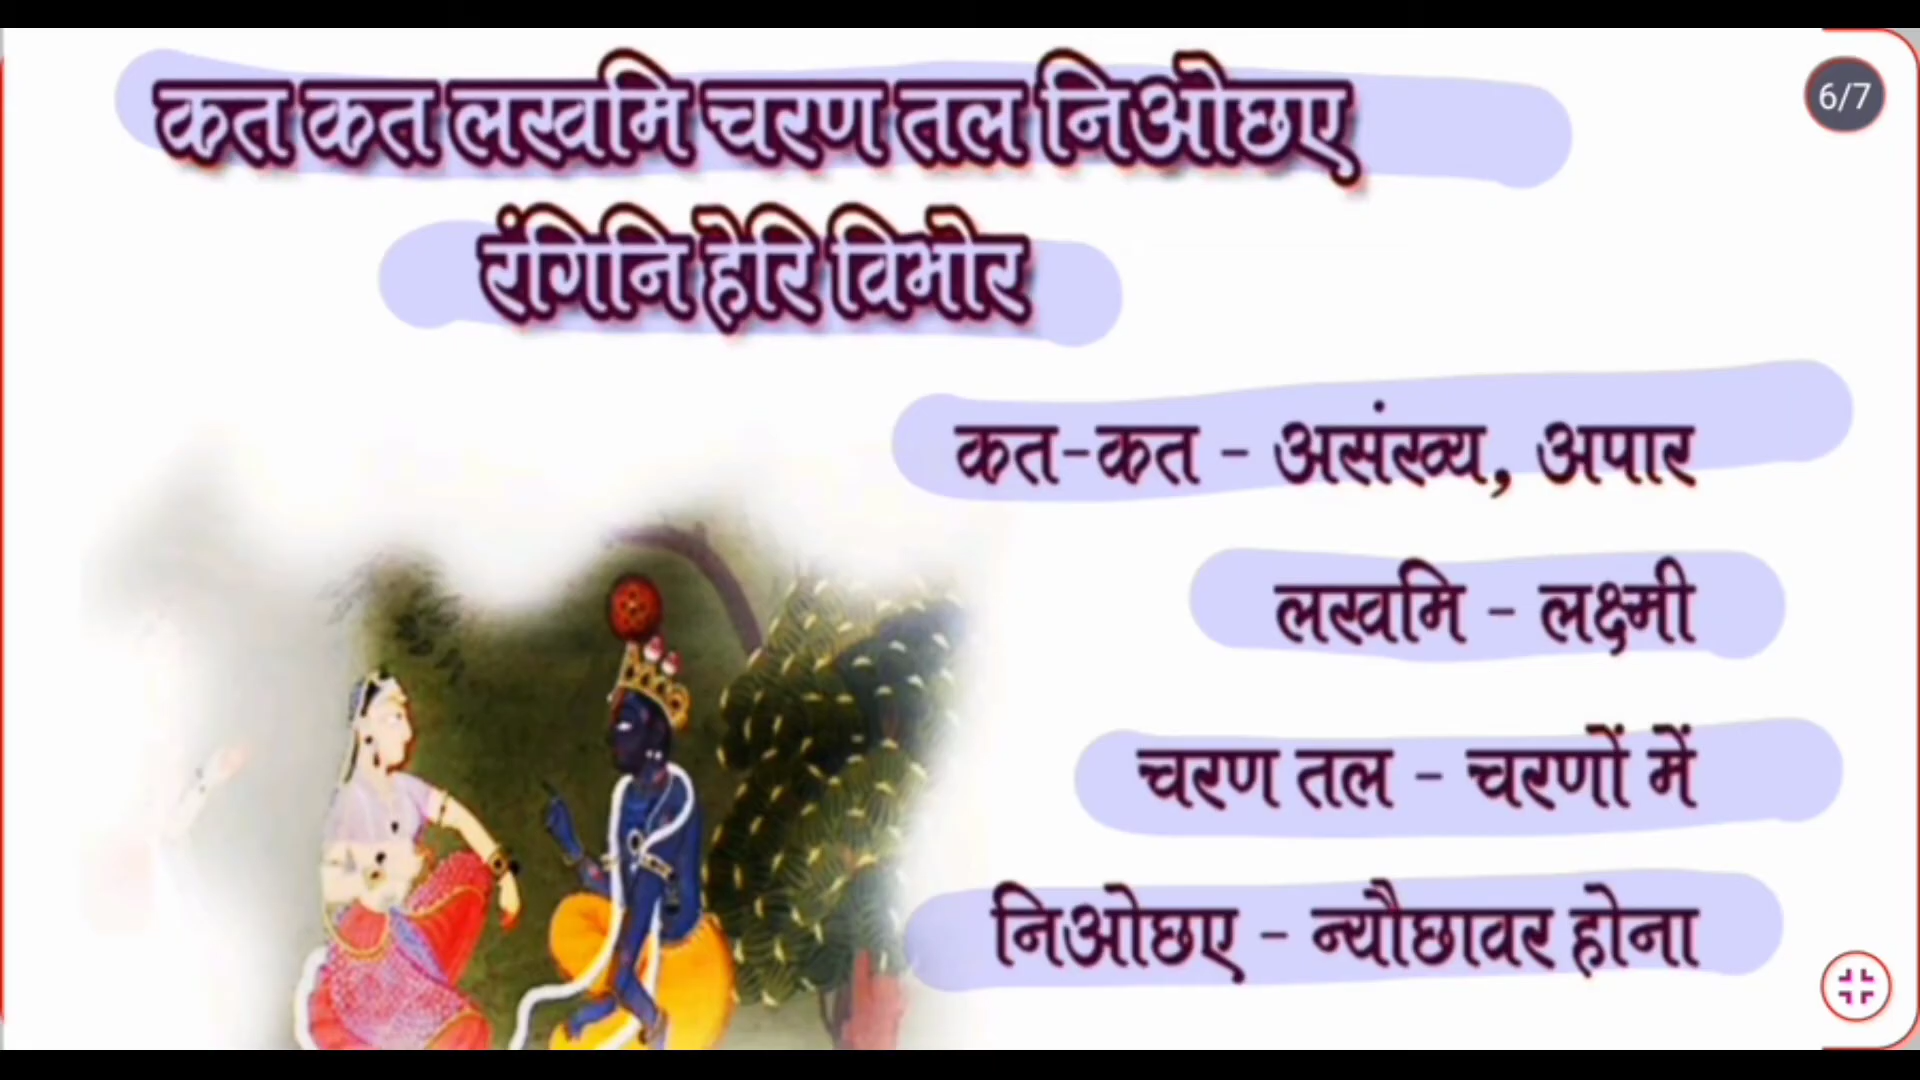 कत कत लखमि चरण तल निओछए
6/7
रंगिनि हेरि विभोर
कत-कत - असंख्य, अपार
लखमि - लक्ष्मी
चरण तल - चरणों में
निओछए - न्यौछावर होना